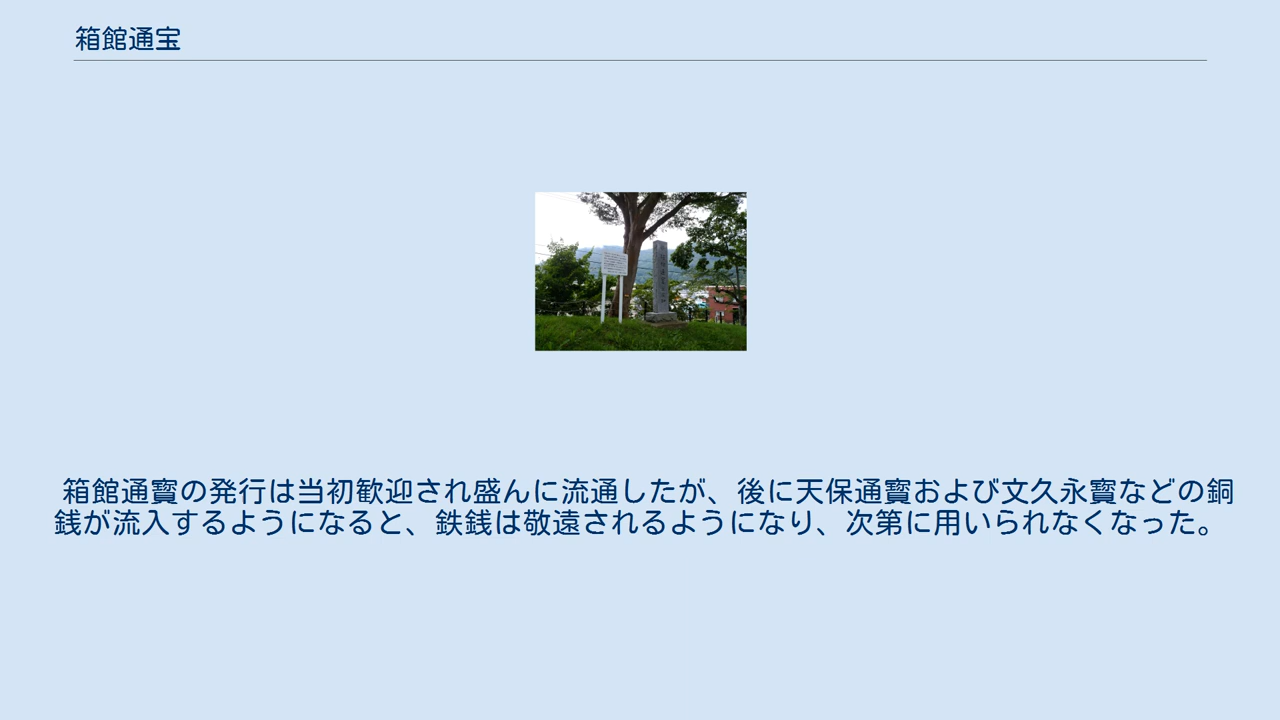 箱館通宝
箱館通寳の発行は当初歓迎され盛んに流通したが、後に天保通寳および文久永寳などの銅
銭が流入するようになると、鉄銭は敬遠されるようになり、次第に用いられなくなった。